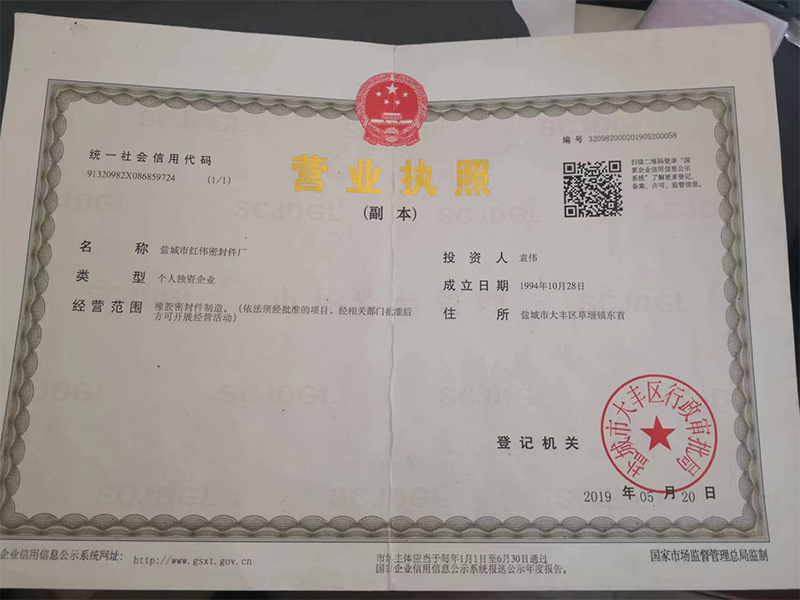 编 号 320982000201905200058
统一社会信用代码
91320982X086859724 (1/1)
营业执照
(副 本)
扫描二维码登录“国
家企业信用信息公示
系统”了解更多登记、
备案、许可、监管信息。
名 称 盐城市红伟密封件厂
类 型 个人独资企业
经营范围 橡胶密封件制造。(依法须经批准的项目，经相关部门批准后
方可开展经营活动)
投 资 人 袁伟
成立日期 1994年10月28日
住 所 盐城市大丰区草堰镇东首
登记机关
盐城市大丰区行政审批局
2019 年 05 月 20 日
企业信用信息公示系统网址： http://www.gsxt.gov.cn
市场主体应当于每年1月1日至6月30日通过
国家企业信用信息公示系统报送公示年度报告。
国家市场监督管理总局监制
SCJDGL